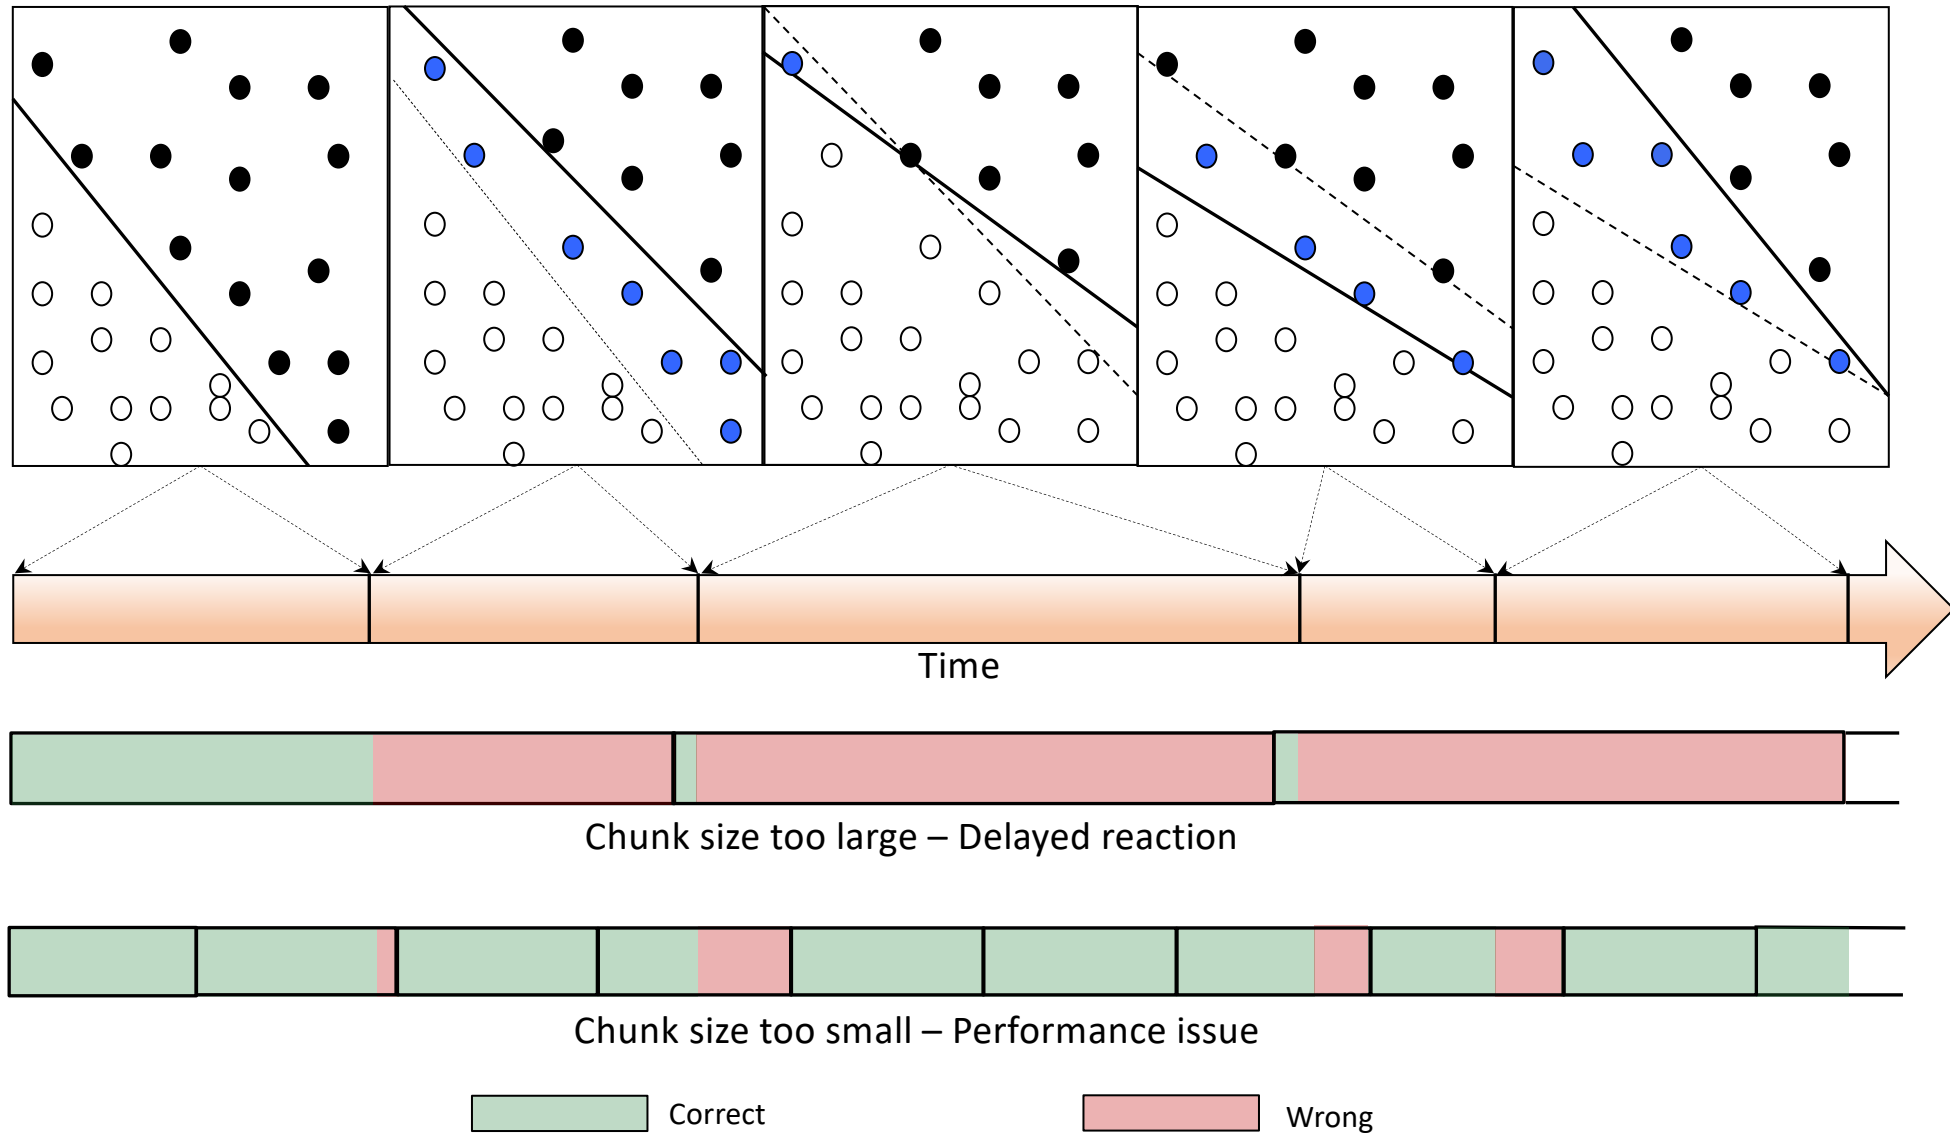 Time
Chunk size too large – Delayed reaction
Chunk size too small – Performance issue
Correct
Wrong